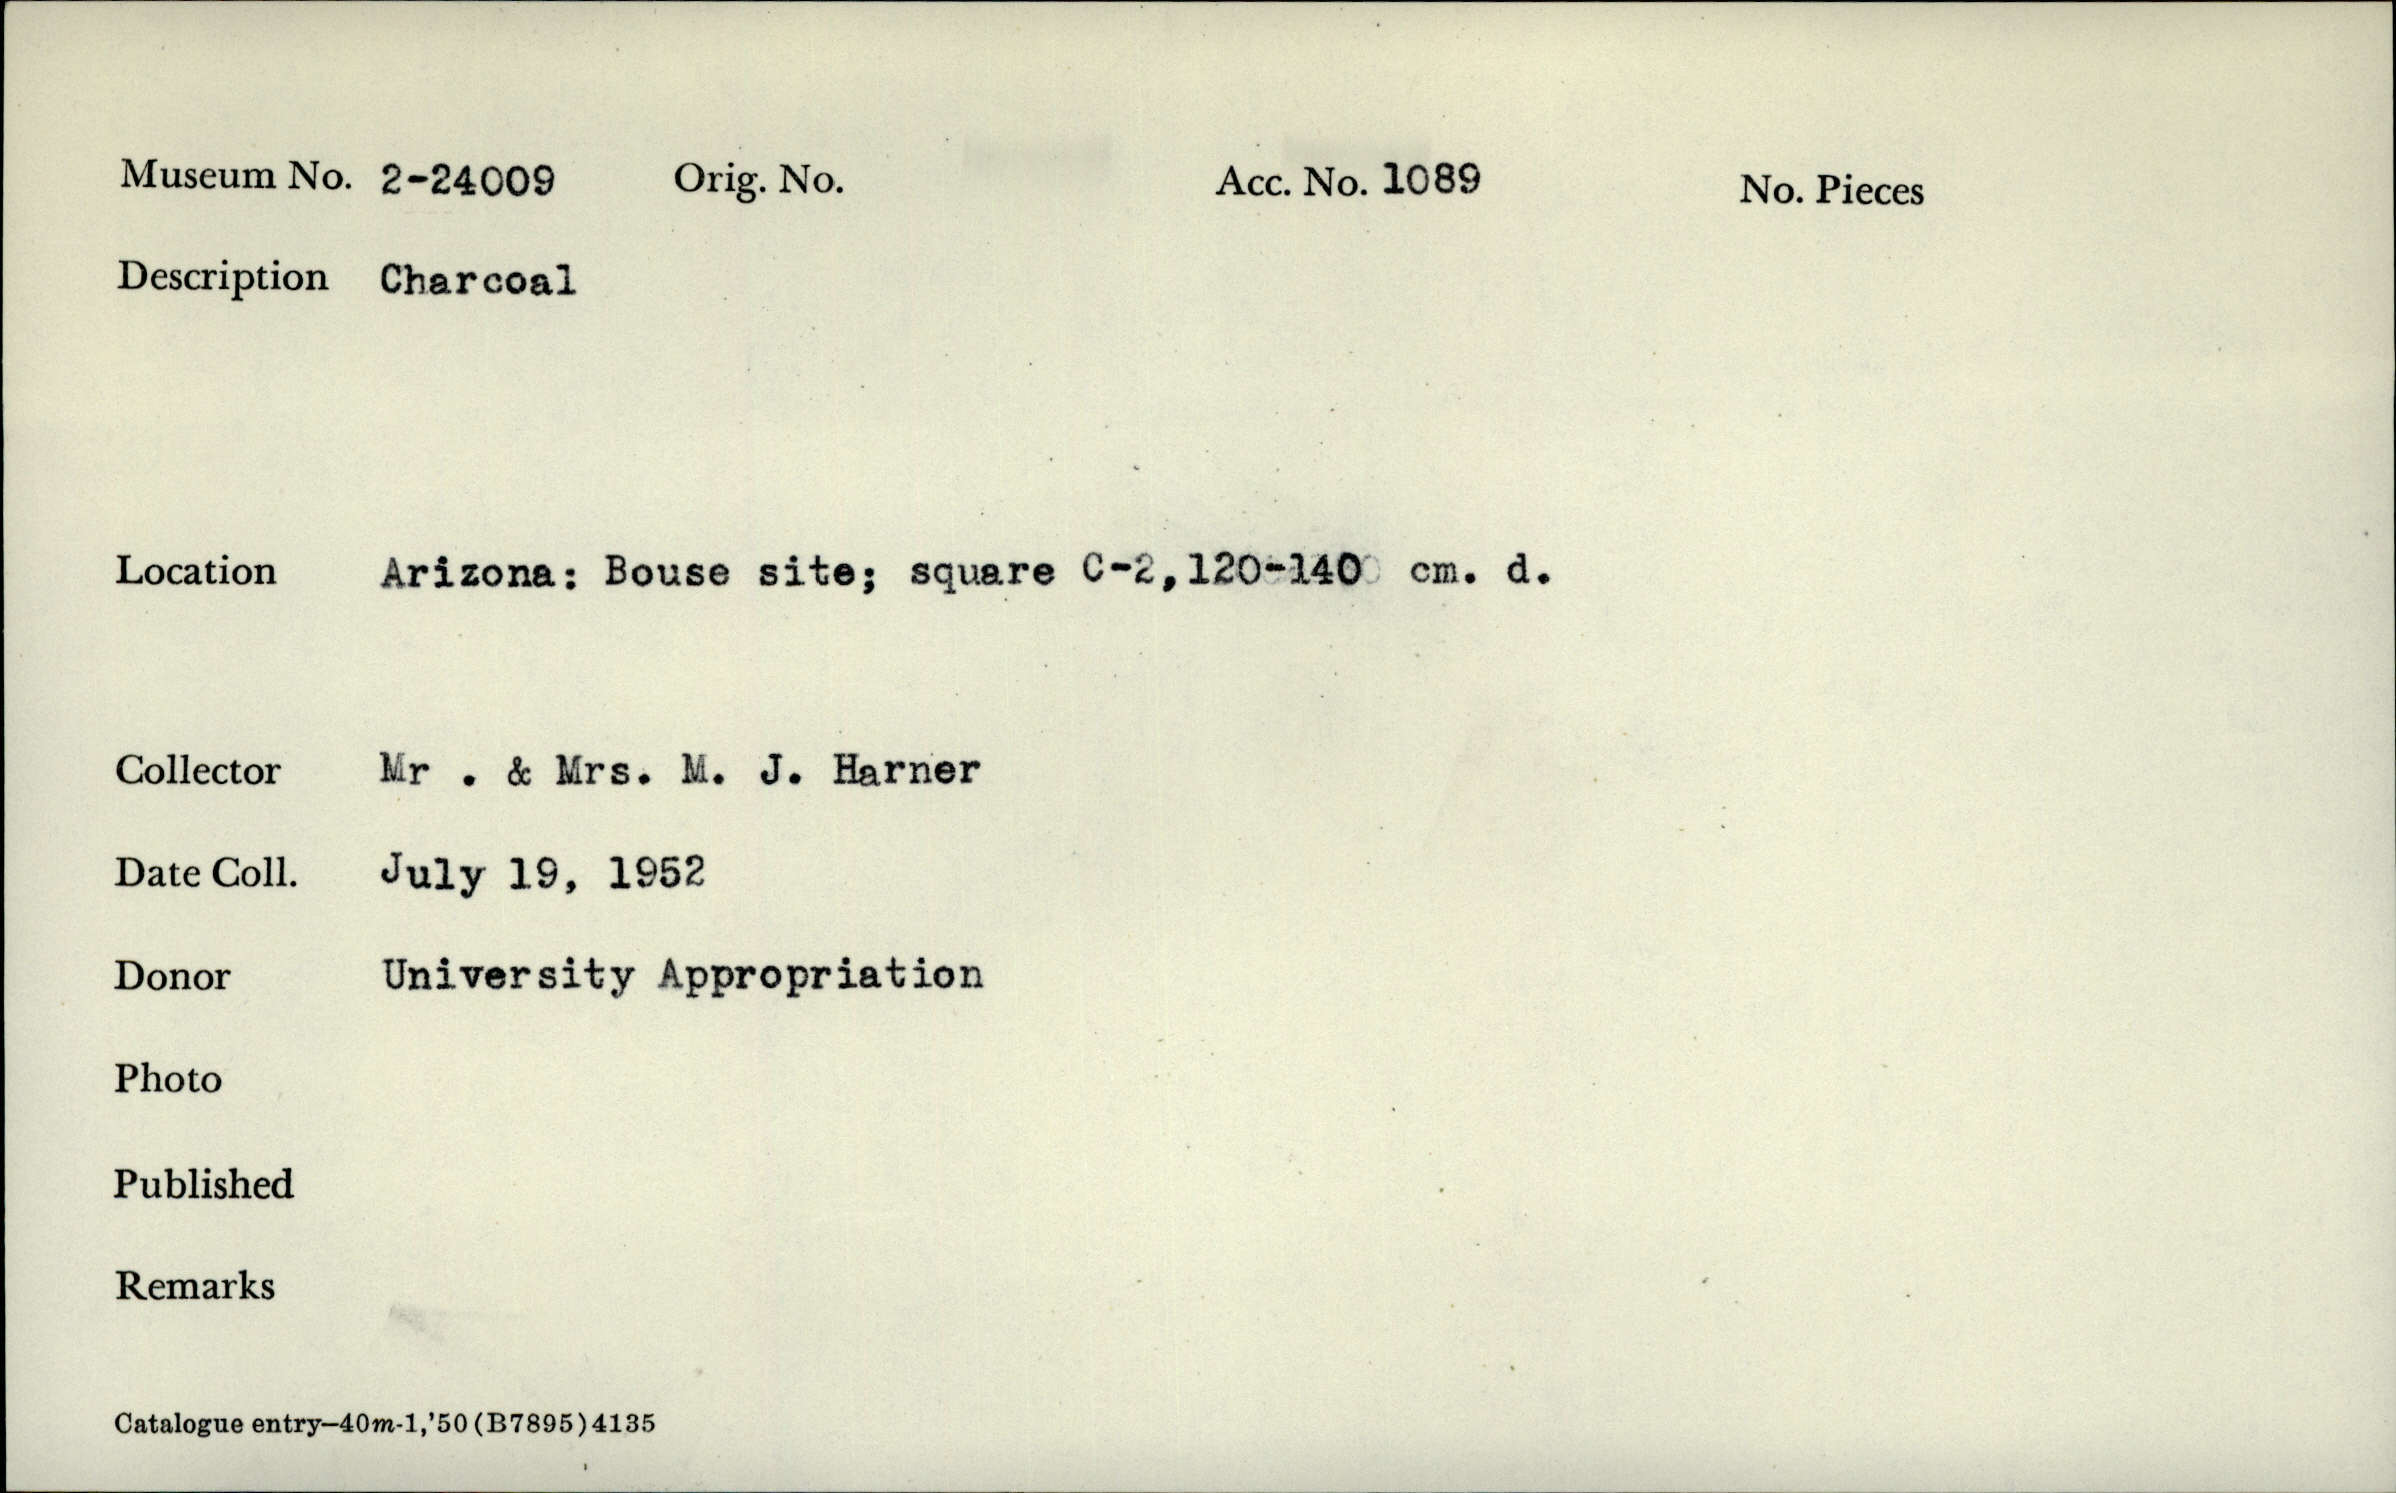 Museum No. 2-24009 Orig. No. Acc. No. 1089 No. Pieces
Description Charcoal
Location Arizona: Bouse site; square C-2,120-140 cm. d.
Collector Mr . & Mrs. M. J. Harner
Date Coll. July 19, 1952
Donor University Appropriation
Photo
Published
Remarks
Catalogue entry—40m-1,'50(B7895)4135